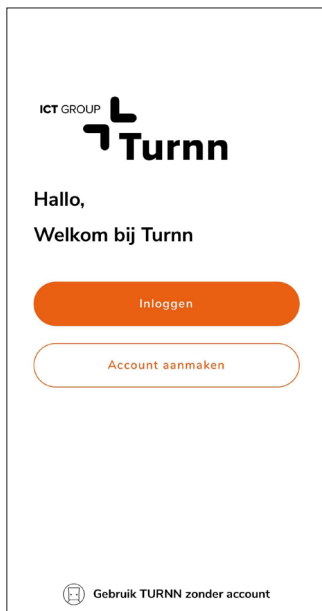 ICT GROUP
Turnn
Hallo,
Welkom bij Turnn
Inloggen
Account aanmaken
Gebruik TURNN zonder account